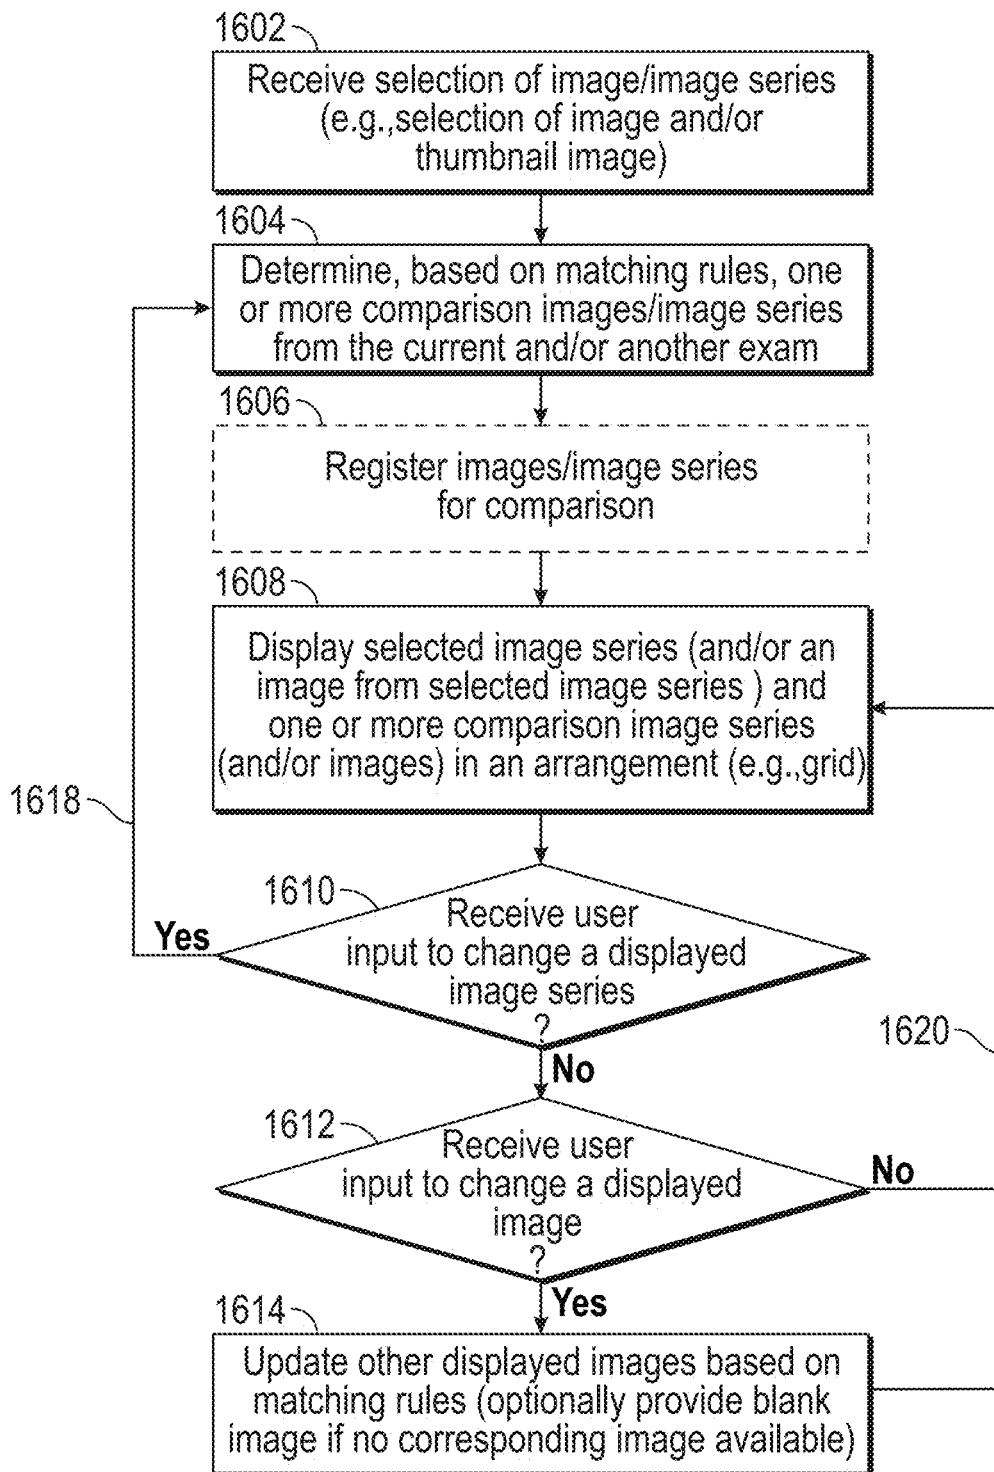 1602
Receive selection of image/image series
(e.g.,selection of image and/or
thumbnail image)
1604
Determine, based on matching rules, one
or more comparison images/image series
from the current and/or another exam
1606
Register images/image series
for comparison
1608
Display selected image series (and/or an
image from selected image series ) and
one or more comparison image series
(and/or images) in an arrangement (e.g.,grid)
1618
1610
Receive user
input to change a displayed
image series
?
Yes
No
1620
1612
Receive user
input to change a displayed
image
?
No
Yes
1614
Update other displayed images based on
matching rules (optionally provide blank
image if no corresponding image available)